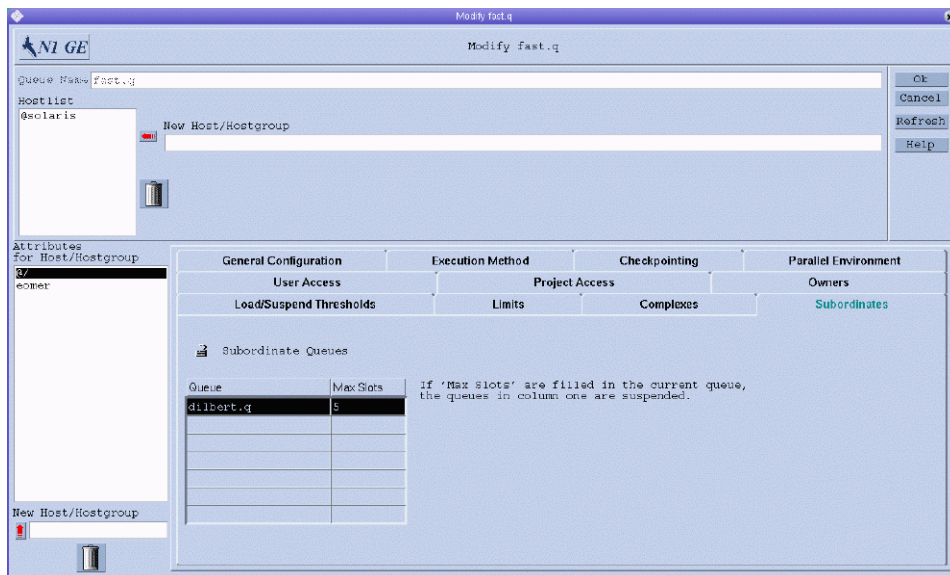 Modify fast.q
N1 GE
Modify fast.q
Queue Name fast.q
Ok
Cancel
Refresh
Help
Hostlist
@solaris
New Host/Hostgroup
Attributes
for Host/Hostgroup
@/
eomer
General Configuration
Execution Method
Checkpointing
Parallel Environment
User Access
Project Access
Owners
Load/Suspend Thresholds
Limits
Complexes
Subordinates
Subordinate Queues
Queue
Max Slots
dilbert.q
5
If 'Max Slots' are filled in the current queue,
the queues in column one are suspended.
New Host/Hostgroup